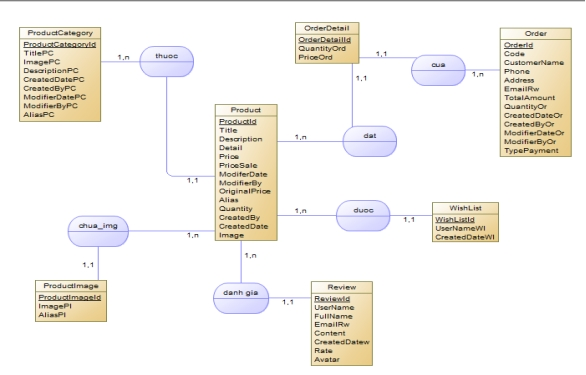 ProductCategory
ProductCategoryId
TitlePC
ImagePC
DescriptionPC
CreatedDatePC
CreatedByPC
ModifierDatePC
ModifierByPC
AliasPC
1,n
thuoc
1,1
OrderDetail
OrderDetailId
QuantityOrd
PriceOrd
1,1
cua
1,n
1,1
Order
OrderId
Code
CustomerName
Phone
Address
EmailRw
TotalAmount
QuantityOr
CreatedDateOr
CreatedByOr
ModifierDateOr
ModifierByOr
TypePayment
Product
ProductId
Title
Description
Detail
Price
PriceSale
ModiferDate
ModifierBy
OriginalPrice
Alias
Quantity
CreatedBy
CreatedDate
Image
1,n
dat
1,n
duoc
1,1
WishList
WishListId
UserNameWl
CreatedDateWl
chua_img
1,n
1,1
ProductImage
ProductImageId
ImagePI
AliasPI
1,n
danh gia
1,1
Review
ReviewId
UserName
FullName
EmailRw
Content
CreatedDatew
Rate
Avatar